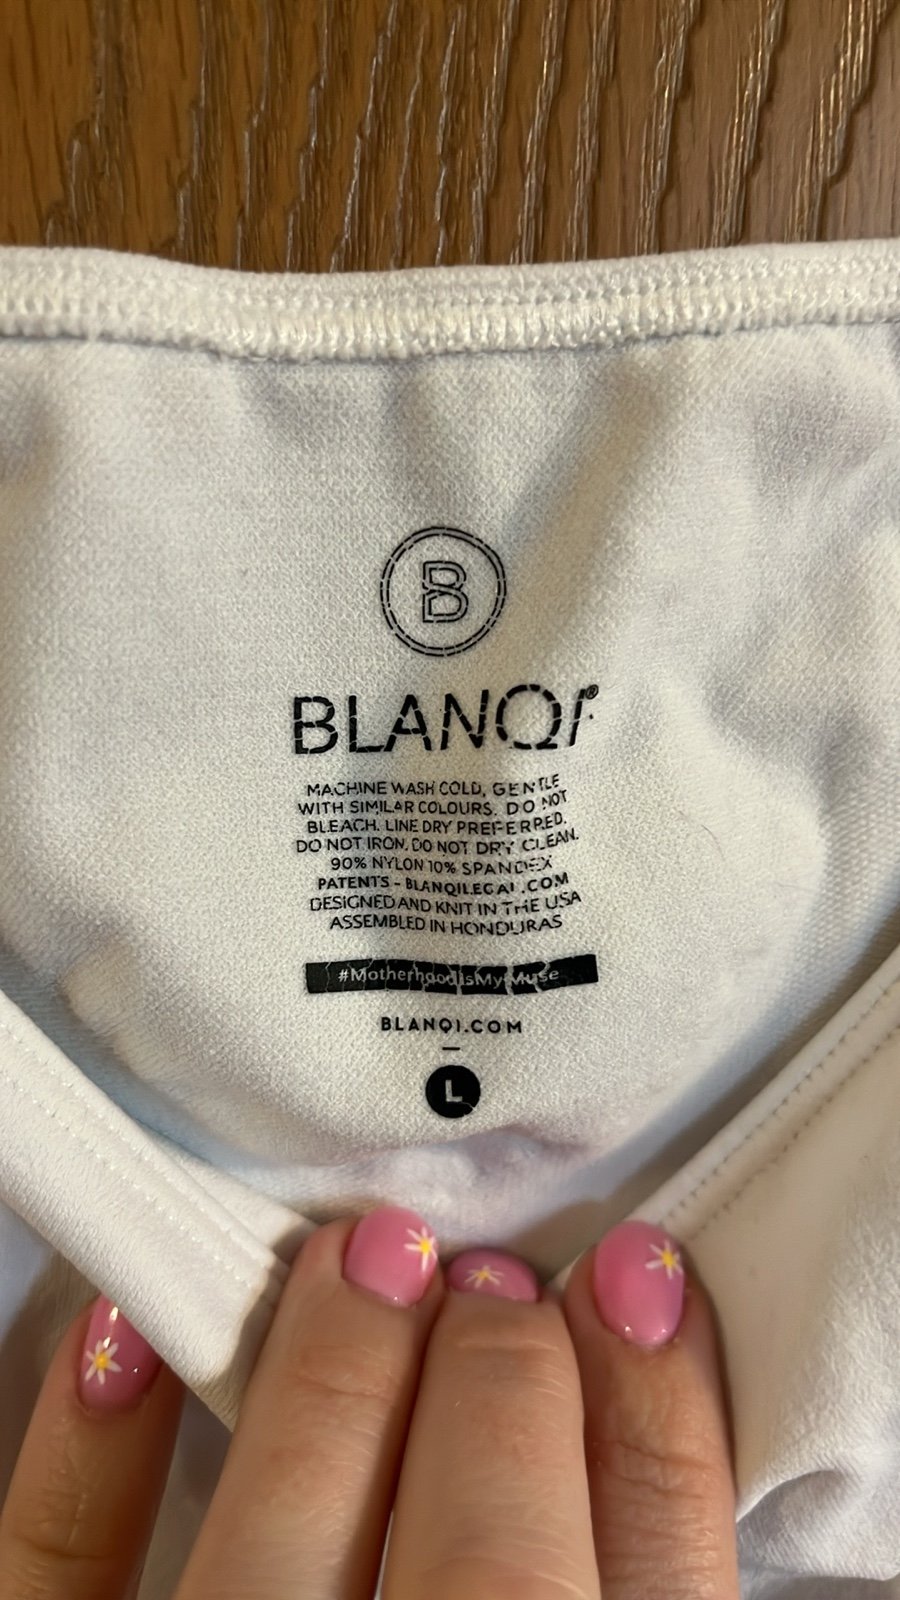 B
BLANQI®
MACHINE WASH COLD, GENTLE
WITH SIMILAR COLOURS. DO NOT
BLEACH. LINE DRY PREFERRED.
DO NOT IRON. DO NOT DRY CLEAN.
90% NYLON 10% SPANDEX
PATENTS - BLANQILEGAL.COM
DESIGNED AND KNIT IN THE USA
ASSEMBLED IN HONDURAS
#MotherhoodIsMyMuse
BLANQI.COM
L